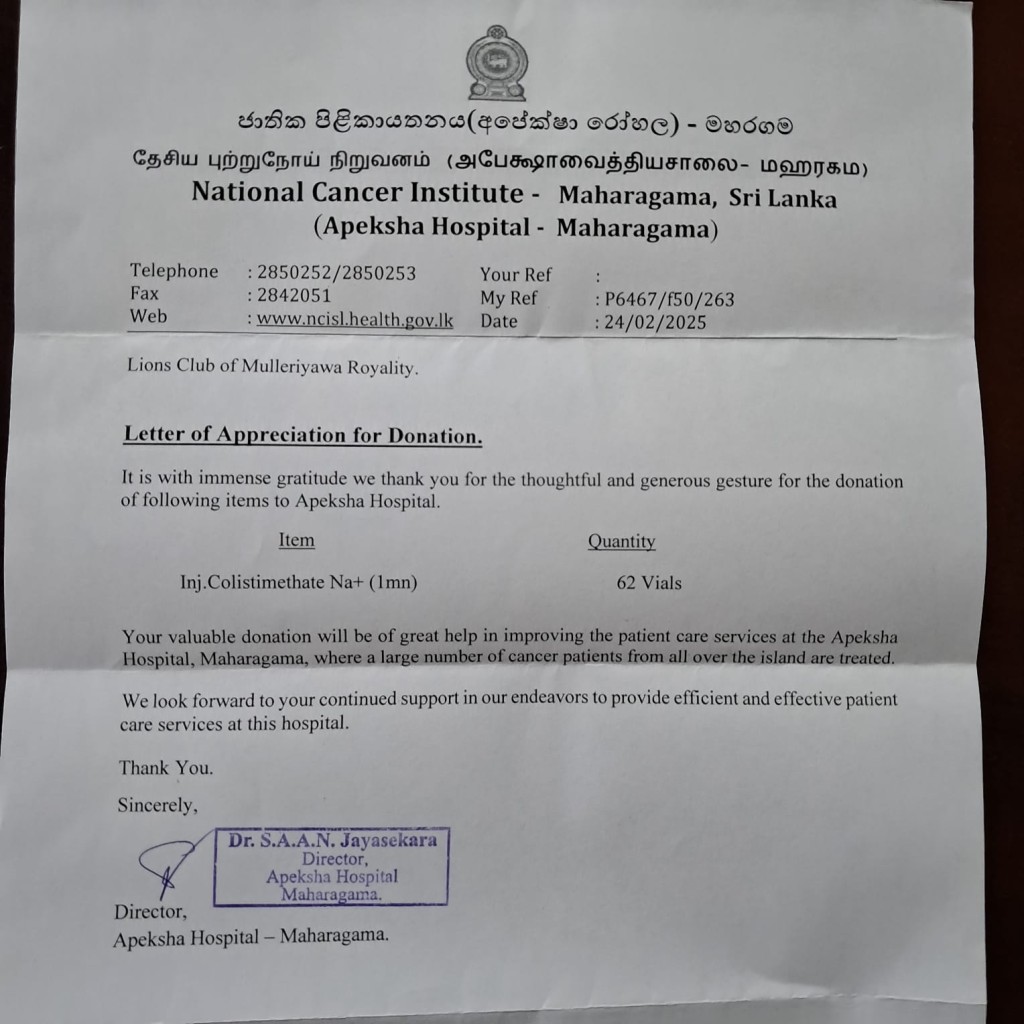 ජාතික පිළිකායතනය(අපේක්ෂා රෝහල) - මහරගම
தேசிய புற்றுநோய் நிறுவனம் (அபேக்ஷாவைத்தியசாலை- மஹரகம)
National Cancer Institute - Maharagama, Sri Lanka
(Apeksha Hospital - Maharagama)
Telephone : 2850252/2850253 Your Ref :
Fax : 2842051 My Ref : P6467/f50/263
Web : www.ncisl.health.gov.lk Date : 24/02/2025
Lions Club of Mulleriyawa Royality.
Letter of Appreciation for Donation.
It is with immense gratitude we thank you for the thoughtful and generous gesture for the donation
of following items to Apeksha Hospital.
Item Quantity
Inj.Colistimethate Na+ (1mn) 62 Vials
Your valuable donation will be of great help in improving the patient care services at the Apeksha
Hospital, Maharagama, where a large number of cancer patients from all over the island are treated.
We look forward to your continued support in our endeavors to provide efficient and effective patient
care services at this hospital.
Thank You.
Sincerely,
Dr. S.A.A.N. Jayasekara
Director,
Apeksha Hospital
Maharagama.
Director,
Apeksha Hospital – Maharagama.